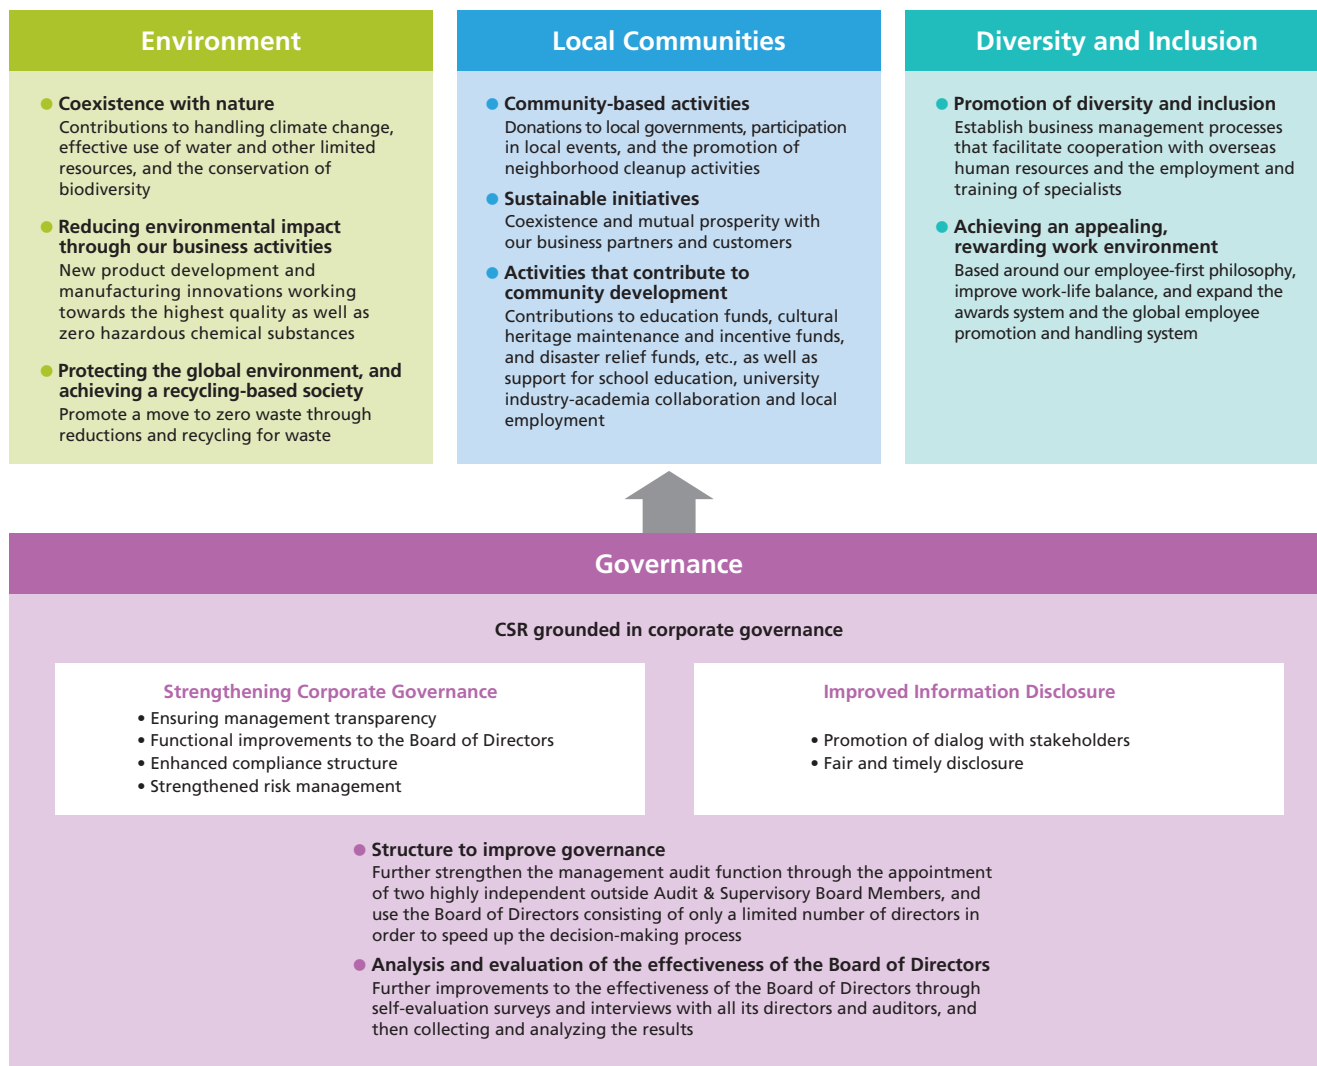 Environment
● Coexistence with nature
Contributions to handling climate change,
effective use of water and other limited
resources, and the conservation of
biodiversity
● Reducing environmental impact
through our business activities
New product development and
manufacturing innovations working
towards the highest quality as well as
zero hazardous chemical substances
● Protecting the global environment, and
achieving a recycling-based society
Promote a move to zero waste through
reductions and recycling for waste
Local Communities
● Community-based activities
Donations to local governments, participation
in local events, and the promotion of
neighborhood cleanup activities
● Sustainable initiatives
Coexistence and mutual prosperity with
our business partners and customers
● Activities that contribute to
community development
Contributions to education funds, cultural
heritage maintenance and incentive funds,
and disaster relief funds, etc., as well as
support for school education, university
industry-academia collaboration and local
employment
Diversity and Inclusion
● Promotion of diversity and inclusion
Establish business management processes
that facilitate cooperation with overseas
human resources and the employment and
training of specialists
● Achieving an appealing,
rewarding work environment
Based around our employee-first philosophy,
improve work-life balance, and expand the
awards system and the global employee
promotion and handling system
Governance
CSR grounded in corporate governance
Strengthening Corporate Governance
• Ensuring management transparency
• Functional improvements to the Board of Directors
• Enhanced compliance structure
• Strengthened risk management
Improved Information Disclosure
• Promotion of dialog with stakeholders
• Fair and timely disclosure
● Structure to improve governance
Further strengthen the management audit function through the appointment
of two highly independent outside Audit & Supervisory Board Members, and
use the Board of Directors consisting of only a limited number of directors in
order to speed up the decision-making process
● Analysis and evaluation of the effectiveness of the Board of Directors
Further improvements to the effectiveness of the Board of Directors through
self-evaluation surveys and interviews with all its directors and auditors, and
then collecting and analyzing the results